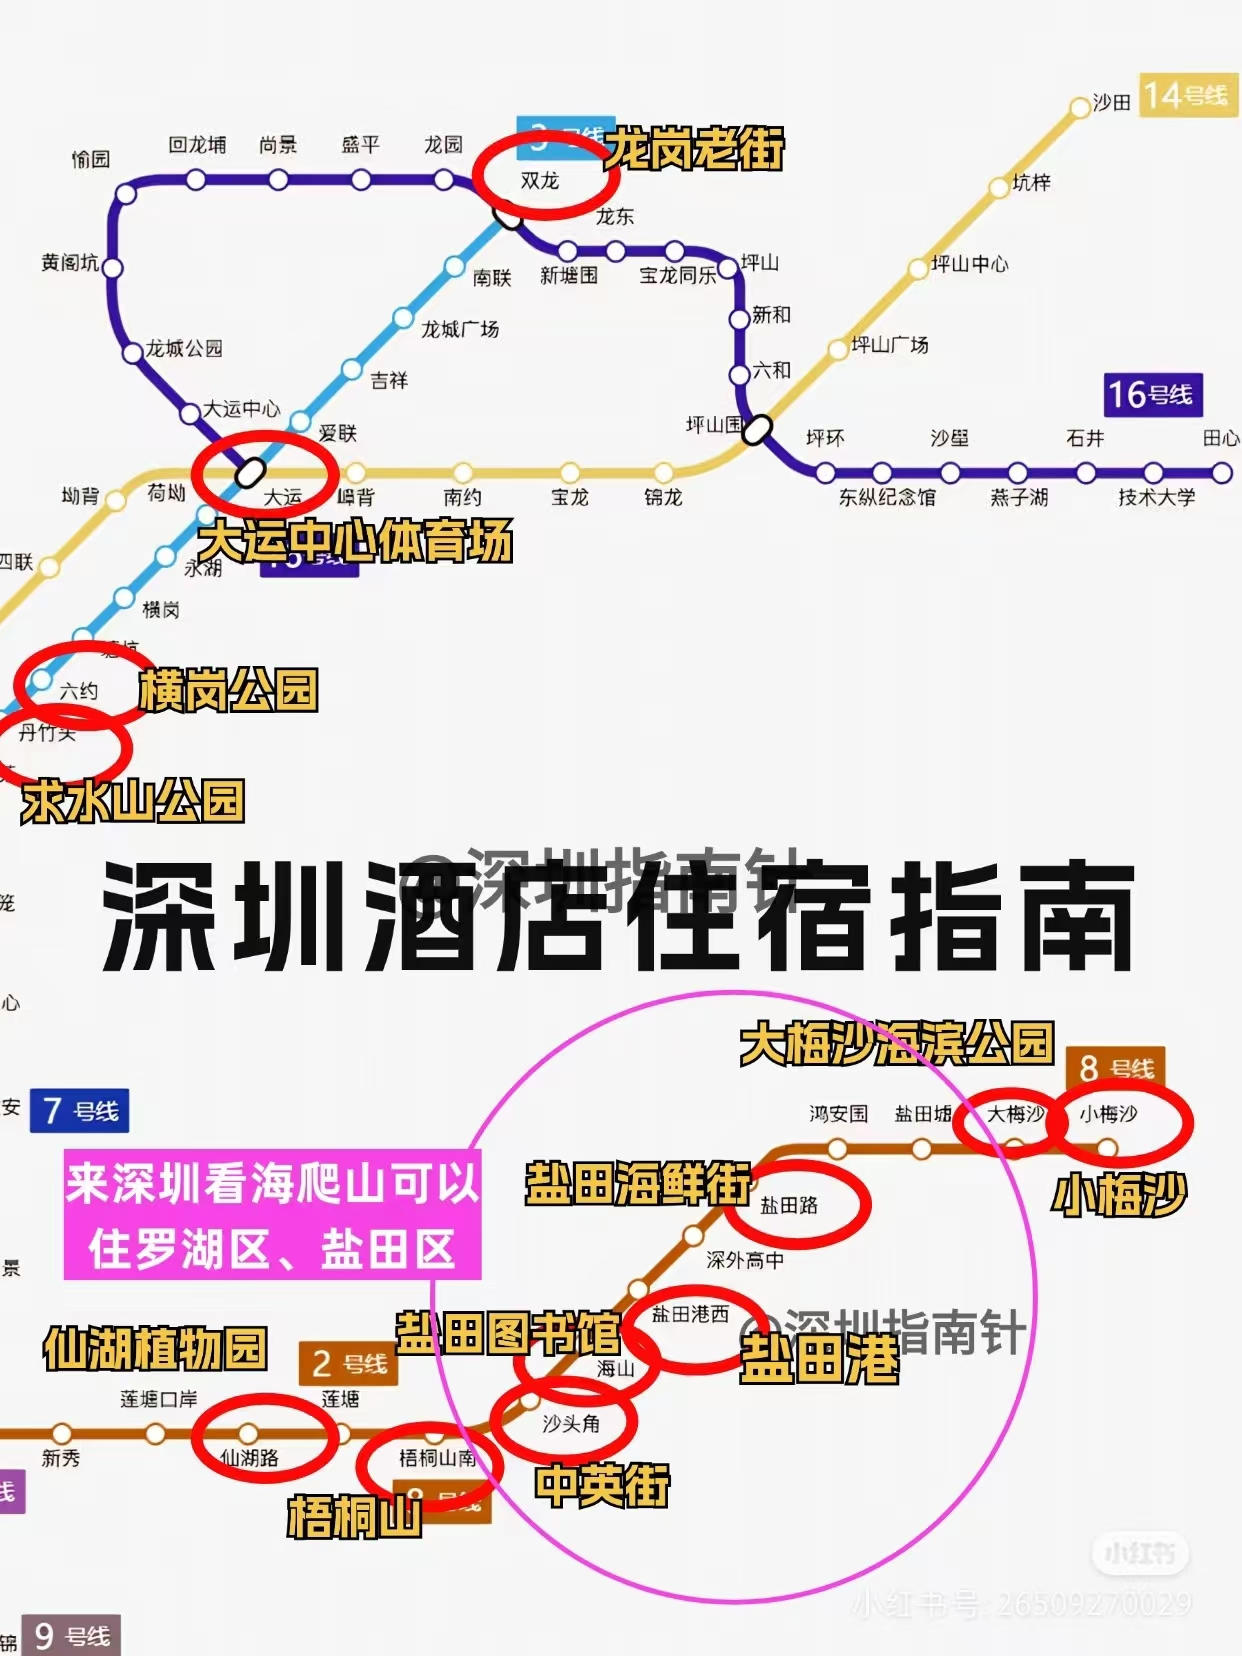 沙田
14号线
回龙埔
尚景
盛平
龙园
3号线
龙岗老街
愉园
双龙
坑梓
龙东
黄阁坑
南联
新塘围
宝龙同乐
坪山
坪山中心
新和
龙城广场
龙城公园
坪山广场
吉祥
六和
16号线
大运中心
爱联
坪山围
坪环
沙壆
石井
田心
坳背
荷坳
大运
嶂背
南约
宝龙
锦龙
东纵纪念馆
燕子湖
技术大学
大运中心体育场
四联
永湖
号线
横岗
塘坑
六约
横岗公园
丹竹头
求水山公园
@深圳指南针
深圳酒店住宿指南
笼
心
大梅沙海滨公园
8 号线
安
7 号线
鸿安围
盐田墟
大梅沙
小梅沙
来深圳看海爬山可以
住罗湖区、盐田区
盐田海鲜街
盐田路
小梅沙
深外高中
景
盐田港西
@深圳指南针
盐田图书馆
盐田港
仙湖植物园
2 号线
海山
莲塘口岸
莲塘
沙头角
新秀
仙湖路
梧桐山南
中英街
线
8 号线
梧桐山
小红书
小红书号: 26509270029
锦
9 号线